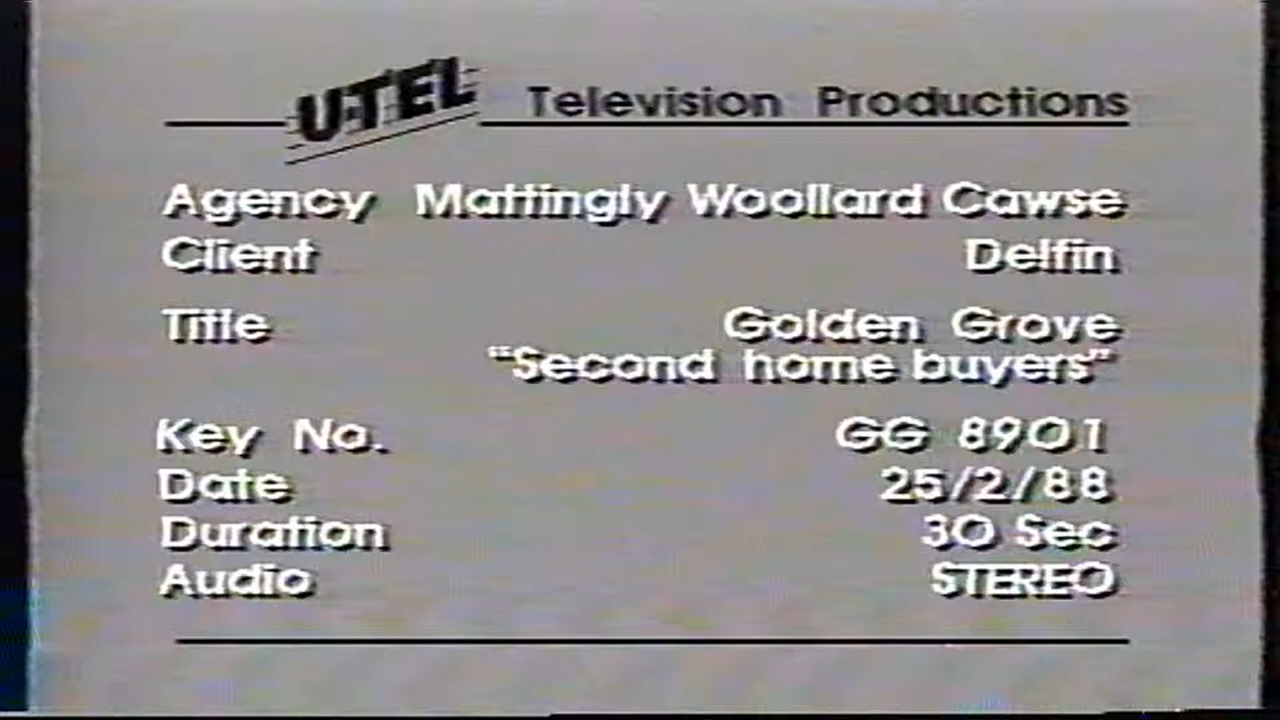 U-TEL Television Productions
Agency Mattingly Woollard Cawse
Client Delfin
Title Golden Grove
"Second home buyers"
Key No. GG 8901
Date 25/2/88
Duration 30 Sec
Audio STEREO